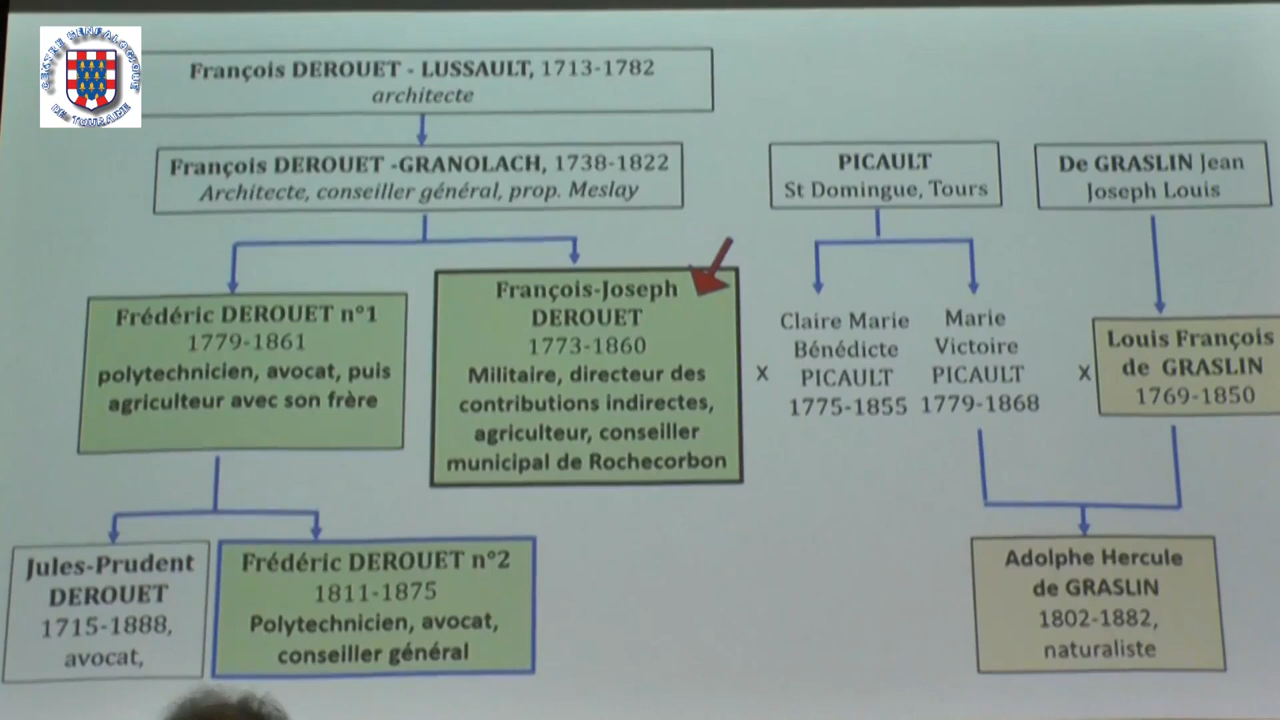 CENTRE GENEALOGIQUE
DE TOURAINE
François DEROUET - LUSSAULT, 1713-1782
architecte
François DEROUET -GRANOLACH, 1738-1822
Architecte, conseiller général, prop. Meslay
PICAULT
St Domingue, Tours
De GRASLIN Jean
Joseph Louis
Frédéric DEROUET n°1
1779-1861
polytechnicien, avocat, puis
agriculteur avec son frère
François-Joseph
DEROUET
1773-1860
Militaire, directeur des
contributions indirectes,
agriculteur, conseiller
municipal de Rochecorbon
x
Claire Marie
Bénédicte
PICAULT
1775-1855
Marie
Victoire
PICAULT
1779-1868
x
Louis François
de GRASLIN
1769-1850
Jules-Prudent
DEROUET
1715-1888,
avocat,
Frédéric DEROUET n°2
1811-1875
Polytechnicien, avocat,
conseiller général
Adolphe Hercule
de GRASLIN
1802-1882,
naturaliste